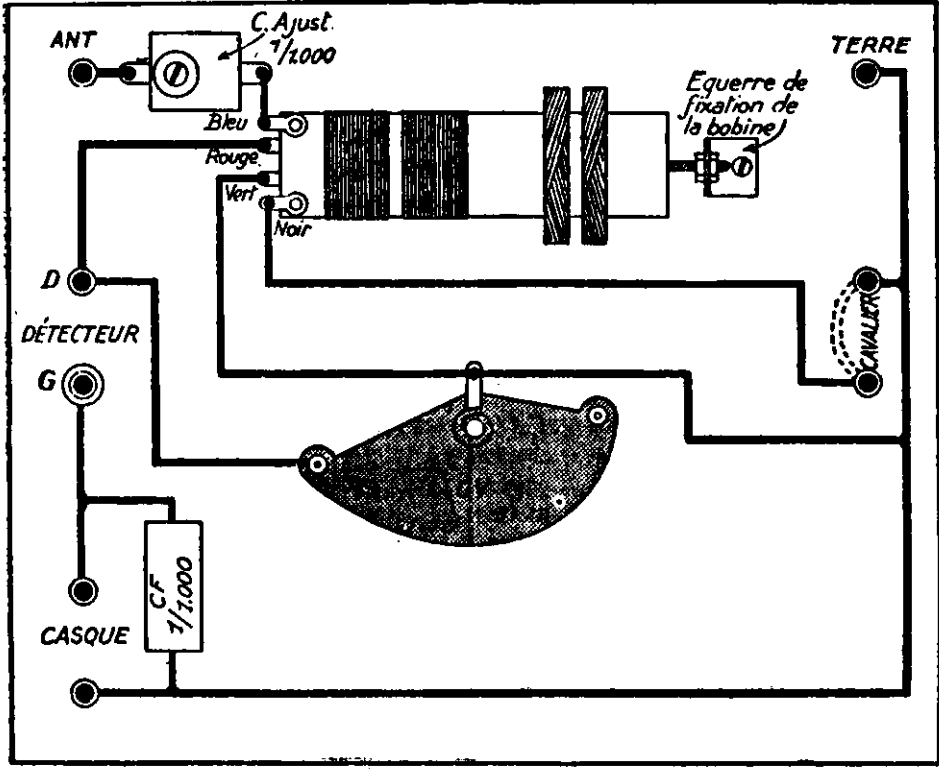 ANT
C. Ajust.
1/1.000
TERRE
Equerre de
fixation de
la bobine
Bleu
Rouge
Vert
Noir
D
DÉTECTEUR
G
CAVALIER
CF
1/1.000
CASQUE